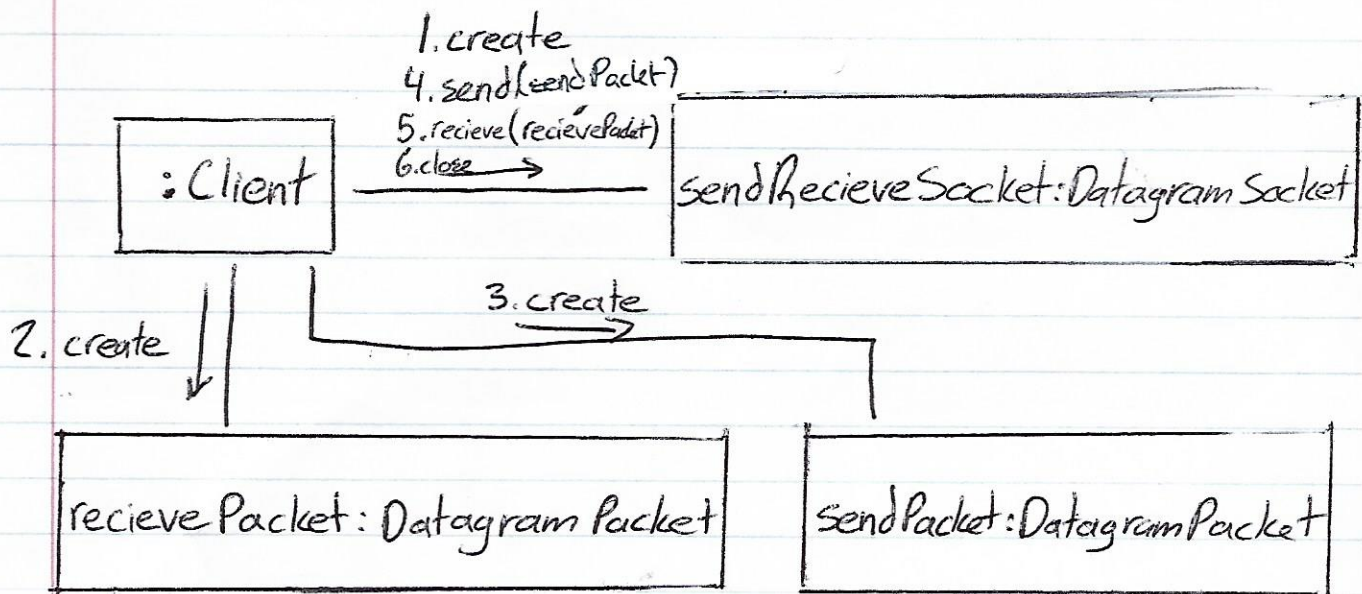 1. create
4. send(sendPacket)
5. recieve(recievePacket)
6. close
:Client
sendRecieveSocket:DatagramSocket
3. create
2. create
recievePacket: DatagramPacket
sendPacket:DatagramPacket